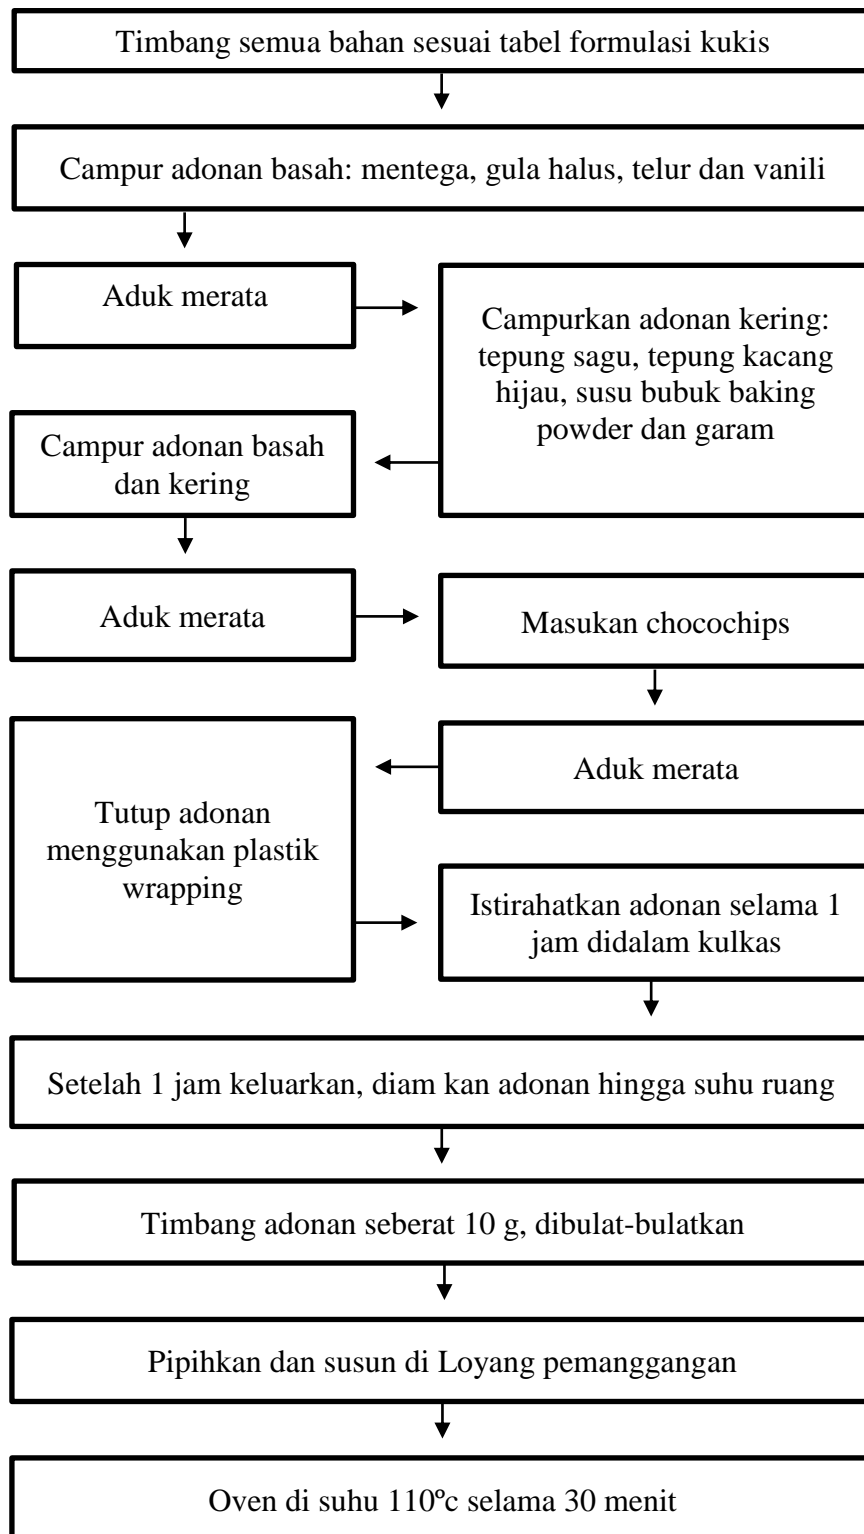 Timbang semua bahan sesuai tabel formulasi kukis
Campur adonan basah: mentega, gula halus, telur dan vanili
Aduk merata
Campurkan adonan kering:
tepung sagu, tepung kacang
hijau, susu bubuk baking
powder dan garam
Campur adonan basah
dan kering
Aduk merata
Masukan chocochips
Aduk merata
Tutup adonan
menggunakan plastik
wrapping
Istirahatkan adonan selama 1
jam didalam kulkas
Setelah 1 jam keluarkan, diam kan adonan hingga suhu ruang
Timbang adonan seberat 10 g, dibulat-bulatkan
Pipihkan dan susun di Loyang pemanggangan
Oven di suhu 110ºc selama 30 menit